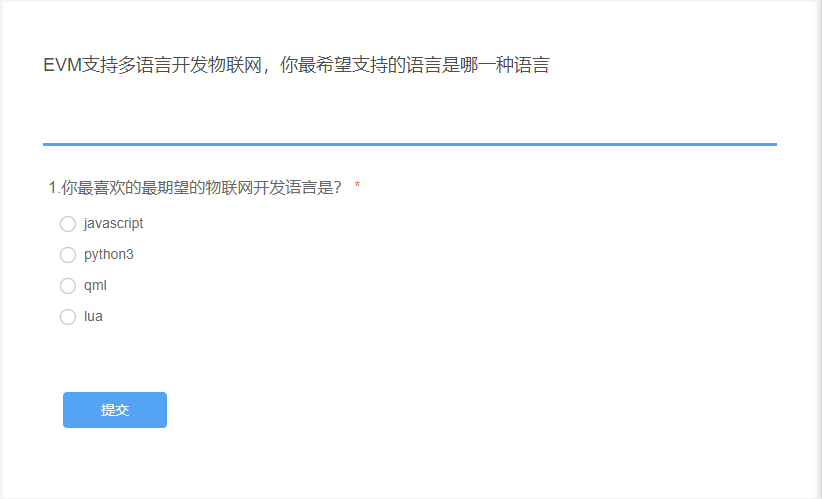 EVM支持多语言开发物联网，你最希望支持的语言是哪一种语言
1.你最喜欢的最期望的物联网开发语言是？ *
javascript
python3
qml
lua
提交